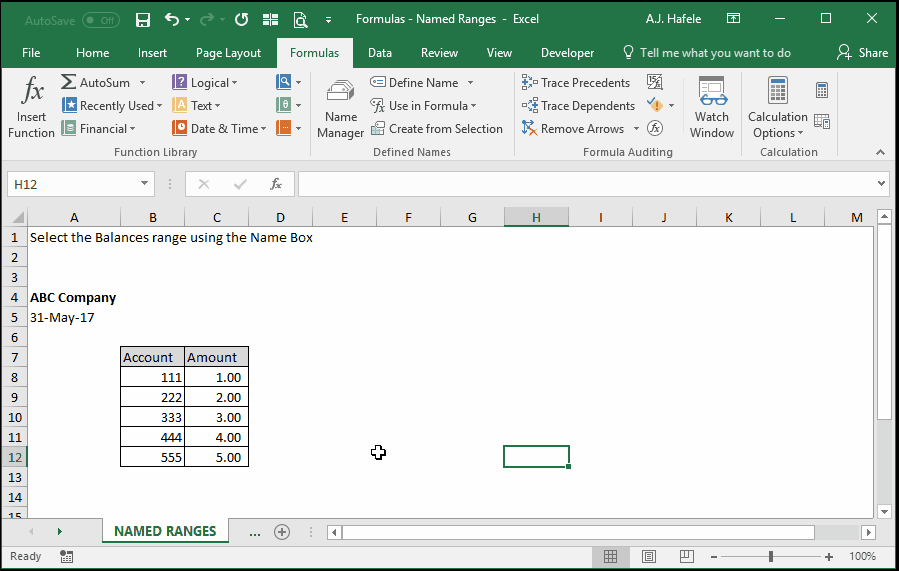 AutoSave Off Formulas - Named Ranges - Excel A.J. Hafele
File Home Insert Page Layout Formulas Data Review View Developer Tell me what you want to do Share
fx Insert Function
Σ AutoSum
Recently Used
Financial
? Logical
A Text
Date & Time
θ
Function Library
Name Manager
Define Name
fx Use in Formula
Create from Selection
Defined Names
Trace Precedents
Trace Dependents
Remove Arrows
fx
Formula Auditing
Watch Window
Calculation Options
Calculation
H12 fx
A B C D E F G H I J K L M
1 Select the Balances range using the Name Box
2
3
4 ABC Company
5 31-May-17
6
7 Account Amount
8 111 1.00
9 222 2.00
10 333 3.00
11 444 4.00
12 555 5.00
13
14
15
NAMED RANGES ...
Ready 100%